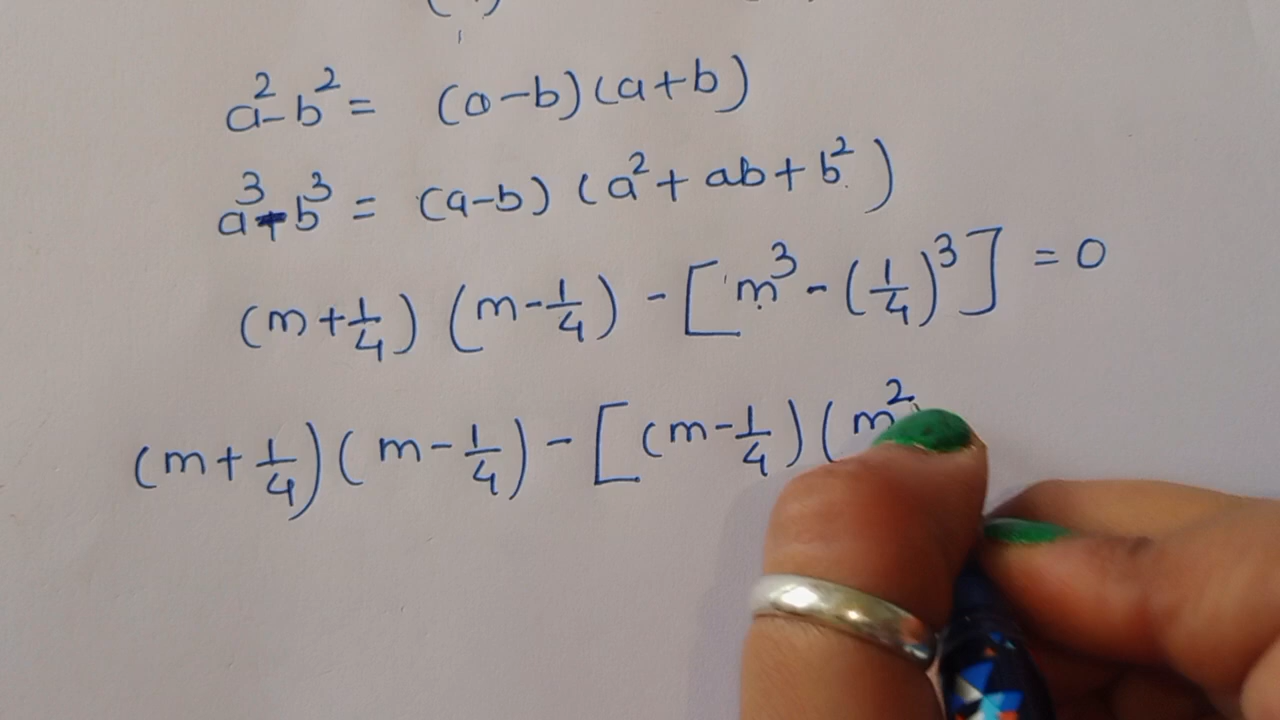 a² - b² = (a-b)(a+b)
a³ - b³ = (a-b) (a² + ab + b²)
(m + 1/4) (m - 1/4) - [m³ - (1/4)³] = 0
(m + 1/4)(m - 1/4) - [(m - 1/4)(m²